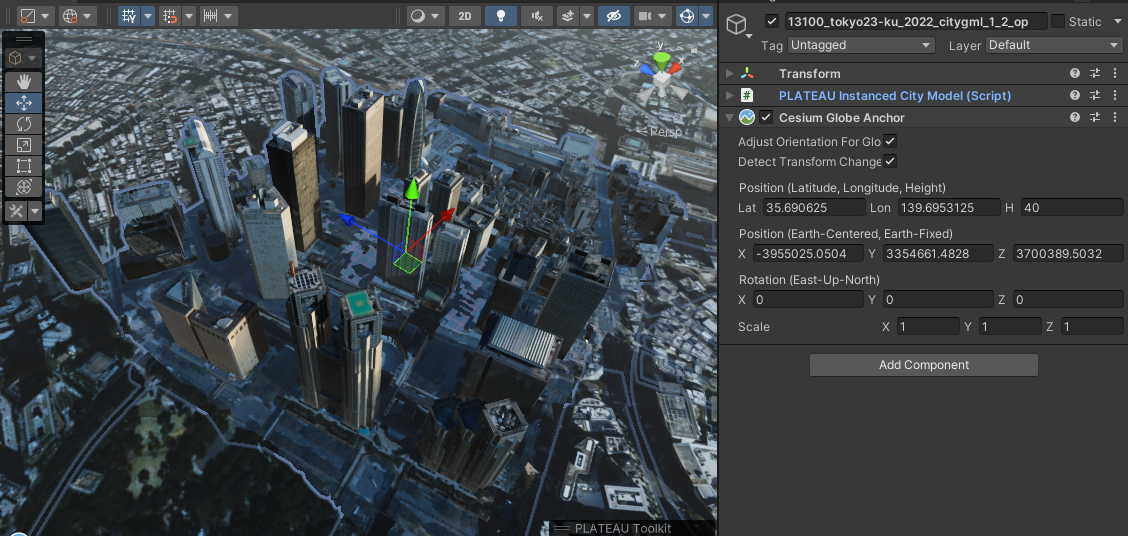 2D
y
x
z
Persp
PLATEAU Toolkit
13100_tokyo23-ku_2022_citygml_1_2_op
Static
Tag Untagged Layer Default
Transform
# PLATEAU Instanced City Model (Script)
Cesium Globe Anchor
Adjust Orientation For Glo
Detect Transform Change
Position (Latitude, Longitude, Height)
Lat 35.690625 Lon 139.6953125 H 40
Position (Earth-Centered, Earth-Fixed)
X -3955025.0504 Y 3354661.4828 Z 3700389.5032
Rotation (East-Up-North)
X 0 Y 0 Z 0
Scale X 1 Y 1 Z 1
Add Component